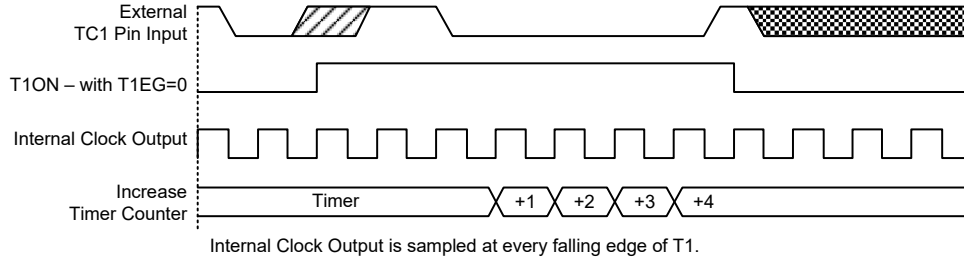 External
TC1 Pin Input
T1ON – with T1EG=0
Internal Clock Output
Increase
Timer Counter
Timer +1 +2 +3 +4
Internal Clock Output is sampled at every falling edge of T1.